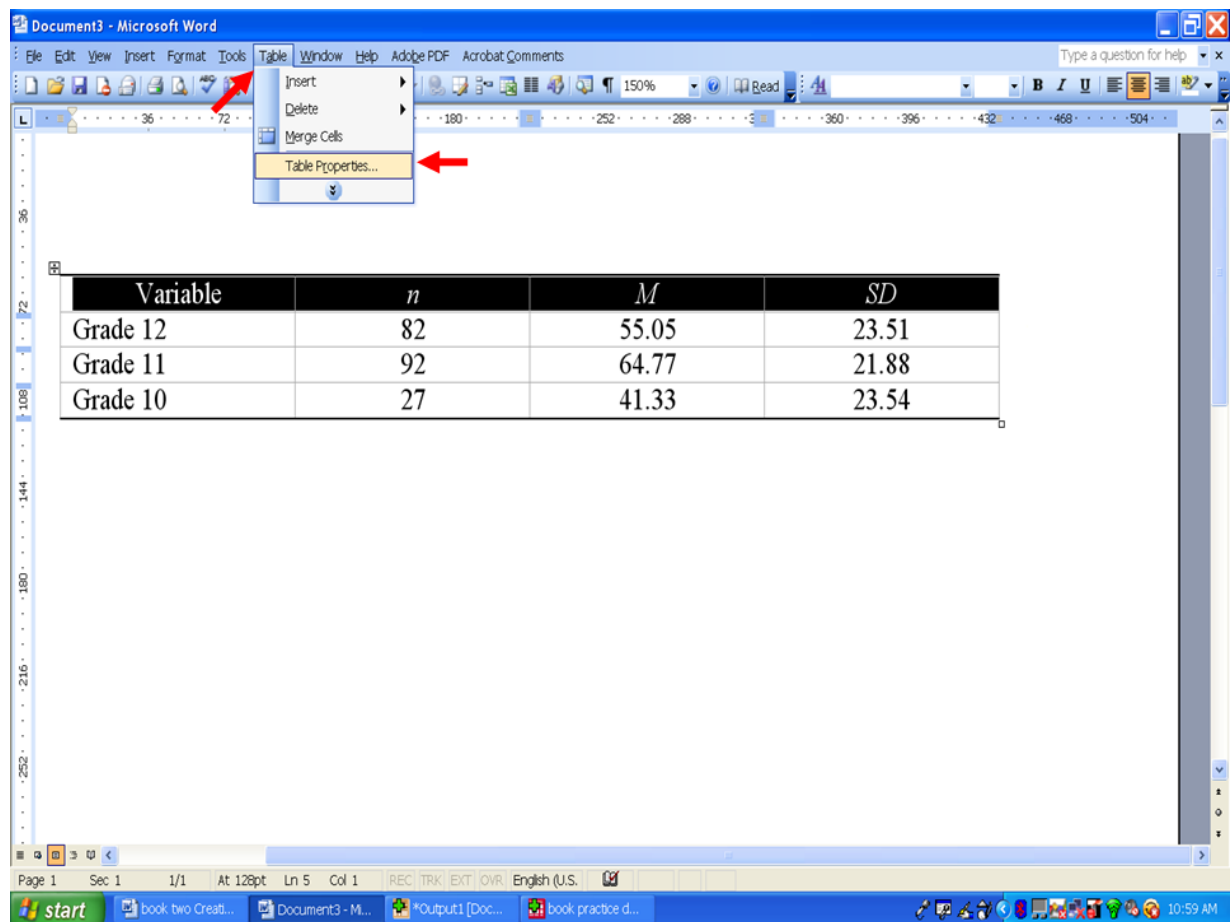 Document3 - Microsoft Word
File Edit View Insert Format Tools Table Window Help Adobe PDF Acrobat Comments Type a question for help
150% Read B I U
Insert
Delete
Merge Cells
Table Properties...
36 72 180 252 288 360 396 432 468 504
36
72
108
144
180
216
252
Variable n M SD
Grade 12 82 55.05 23.51
Grade 11 92 64.77 21.88
Grade 10 27 41.33 23.54
Page 1 Sec 1 1/1 At 128pt Ln 5 Col 1 REC TRK EXT OVR English (U.S.
start book two Creati... Document3 - Mi... *Output1 [Doc... book practice d... 10:59 AM